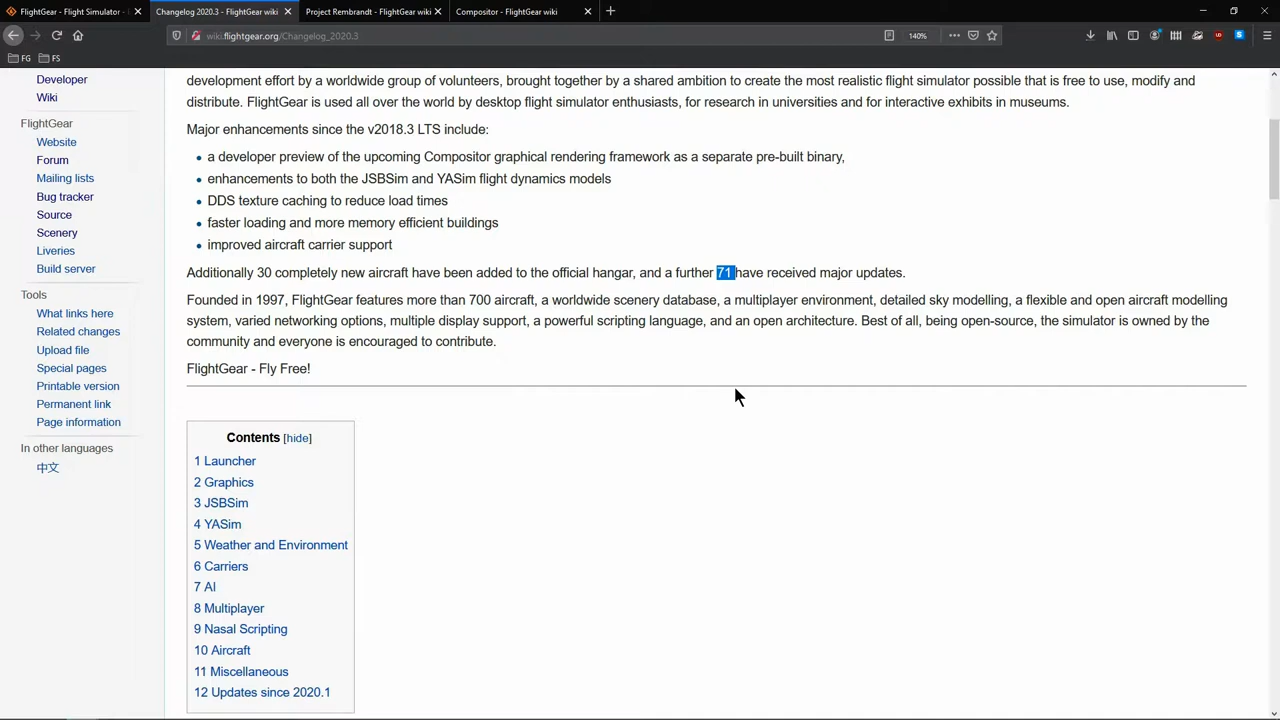 FlightGear - Flight Simulator -
Changelog 2020.3 - FlightGear wiki
Project Rembrandt - FlightGear wiki
Compositor - FlightGear wiki
wiki.flightgear.org/Changelog_2020.3
140%
FG
FS
Developer
Wiki
FlightGear
Website
Forum
Mailing lists
Bug tracker
Source
Scenery
Liveries
Build server
Tools
What links here
Related changes
Upload file
Special pages
Printable version
Permanent link
Page information
In other languages
中文
development effort by a worldwide group of volunteers, brought together by a shared ambition to create the most realistic flight simulator possible that is free to use, modify and
distribute. FlightGear is used all over the world by desktop flight simulator enthusiasts, for research in universities and for interactive exhibits in museums.
Major enhancements since the v2018.3 LTS include:
a developer preview of the upcoming Compositor graphical rendering framework as a separate pre-built binary,
enhancements to both the JSBSim and YASim flight dynamics models
DDS texture caching to reduce load times
faster loading and more memory efficient buildings
improved aircraft carrier support
Additionally 30 completely new aircraft have been added to the official hangar, and a further 71 have received major updates.
Founded in 1997, FlightGear features more than 700 aircraft, a worldwide scenery database, a multiplayer environment, detailed sky modelling, a flexible and open aircraft modelling
system, varied networking options, multiple display support, a powerful scripting language, and an open architecture. Best of all, being open-source, the simulator is owned by the
community and everyone is encouraged to contribute.
FlightGear - Fly Free!
Contents [hide]
1 Launcher
2 Graphics
3 JSBSim
4 YASim
5 Weather and Environment
6 Carriers
7 AI
8 Multiplayer
9 Nasal Scripting
10 Aircraft
11 Miscellaneous
12 Updates since 2020.1